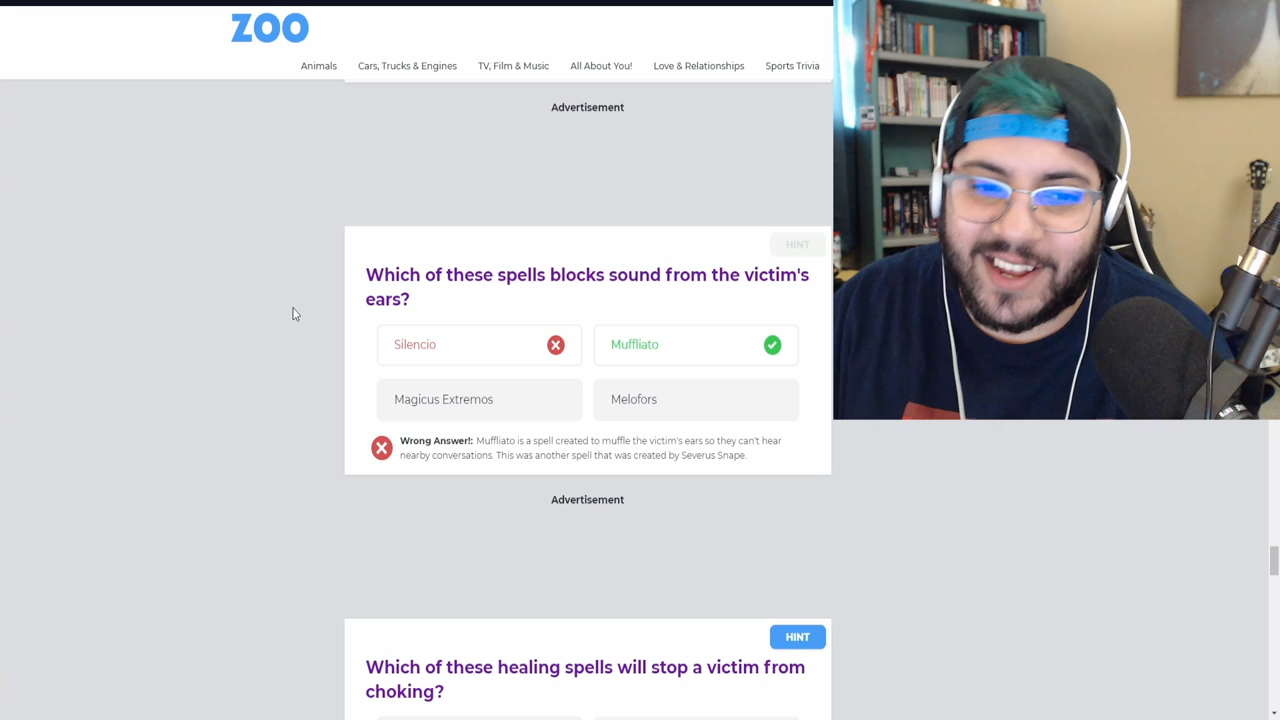 ZOO
Animals Cars, Trucks & Engines TV, Film & Music All About You! Love & Relationships Sports Trivia
Advertisement
HINT
Which of these spells blocks sound from the victim's
ears?
Silencio Muffliato
Magicus Extremos Melofors
Wrong Answer!: Muffliato is a spell created to muffle the victim's ears so they can't hear
nearby conversations. This was another spell that was created by Severus Snape.
Advertisement
HINT
Which of these healing spells will stop a victim from
choking?